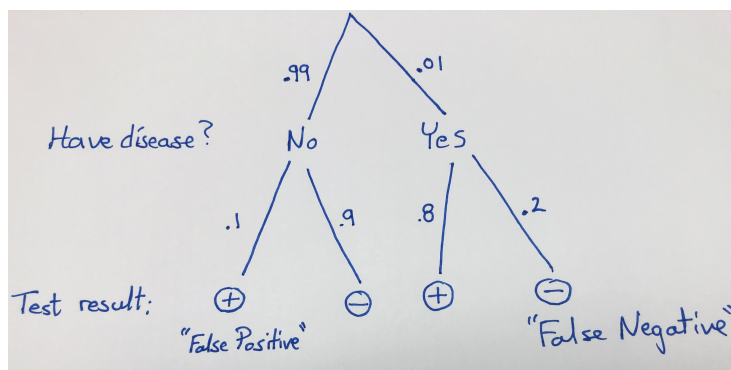 .99 .01
Have disease? No Yes
.1 .9 .8 .2
Test result: + − + −
"False Positive" "False Negative"